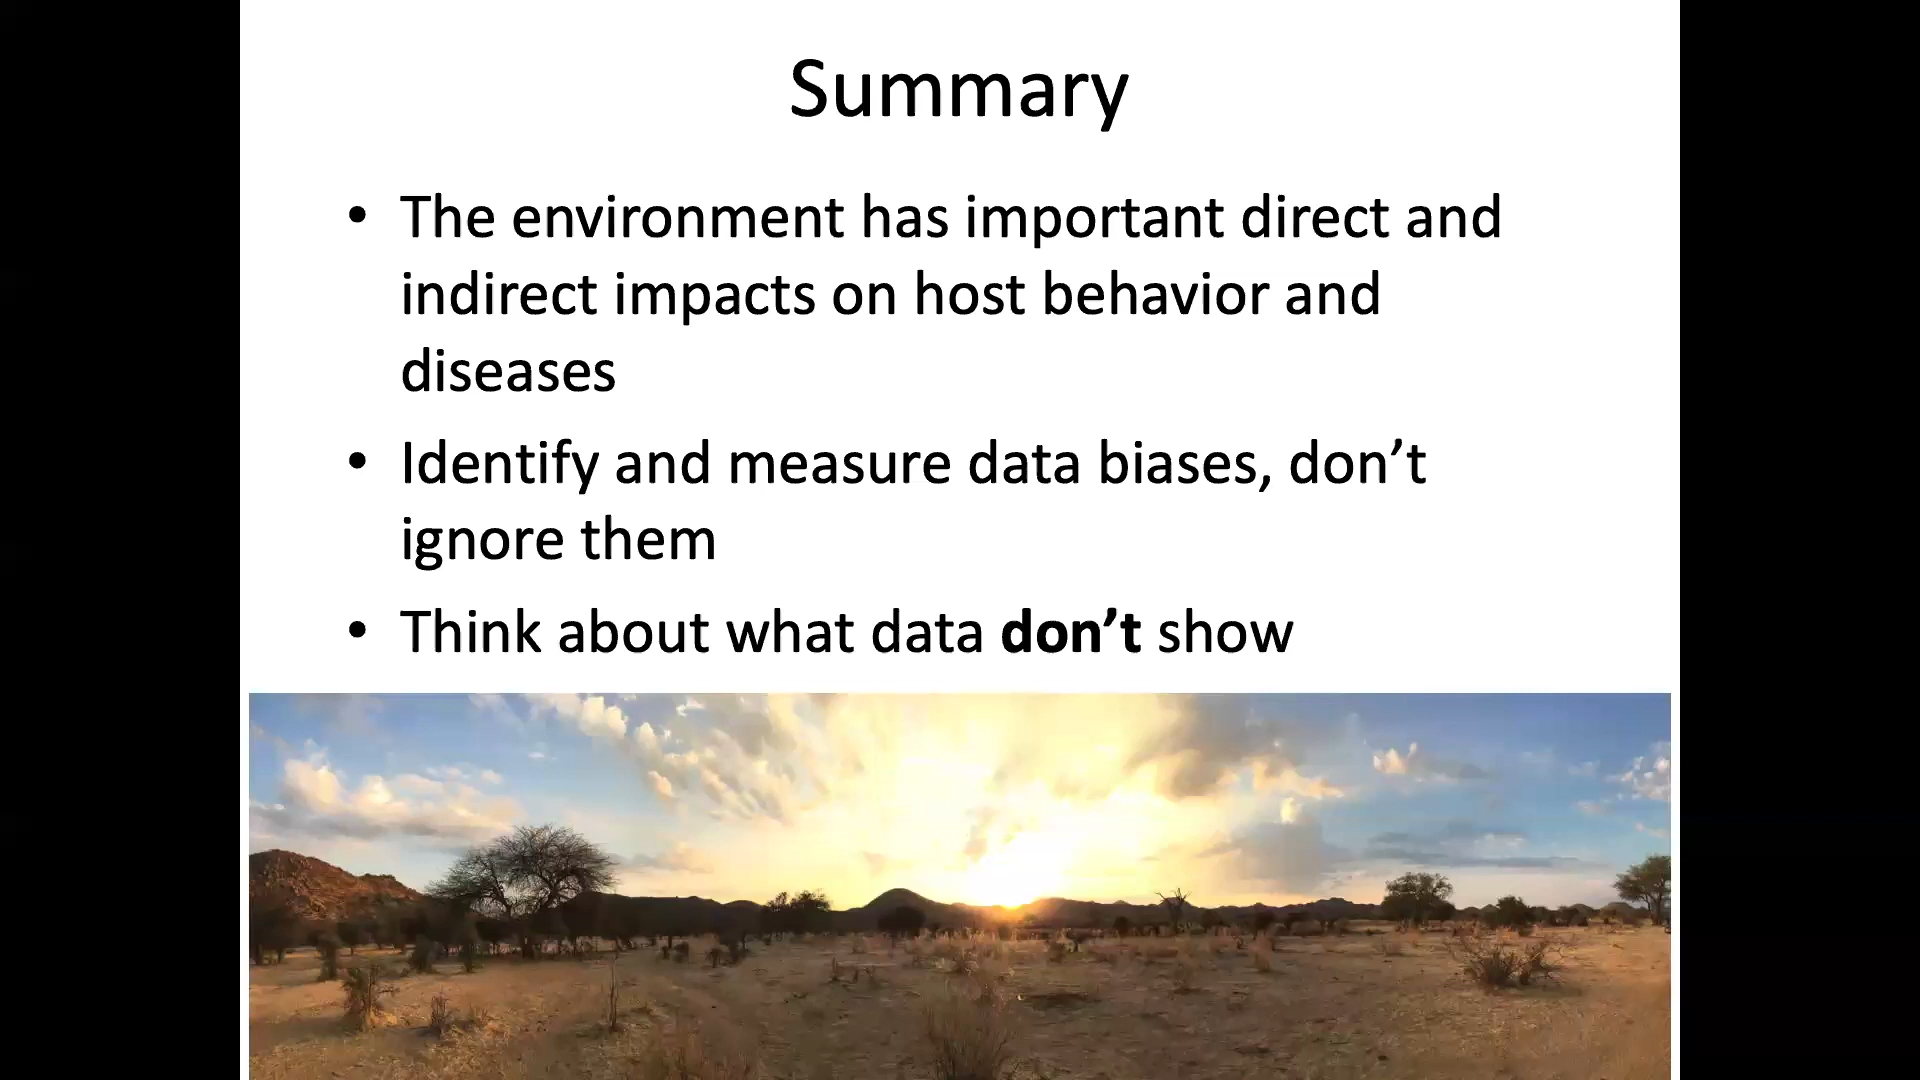 Summary
• The environment has important direct and
indirect impacts on host behavior and
diseases
• Identify and measure data biases, don’t
ignore them
• Think about what data don’t show